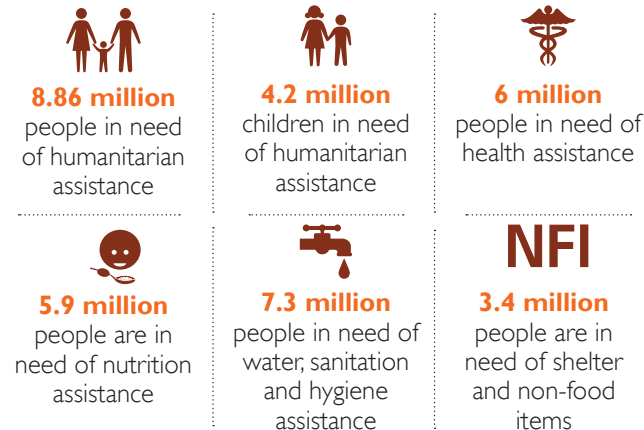 8.86 million
people in need
of humanitarian
assistance
4.2 million
children in need
of humanitarian
assistance
6 million
people in need of
health assistance
5.9 million
people are in
need of nutrition
assistance
7.3 million
people in need of
water, sanitation
and hygiene
assistance
NFI
3.4 million
people are in
need of shelter
and non-food
items